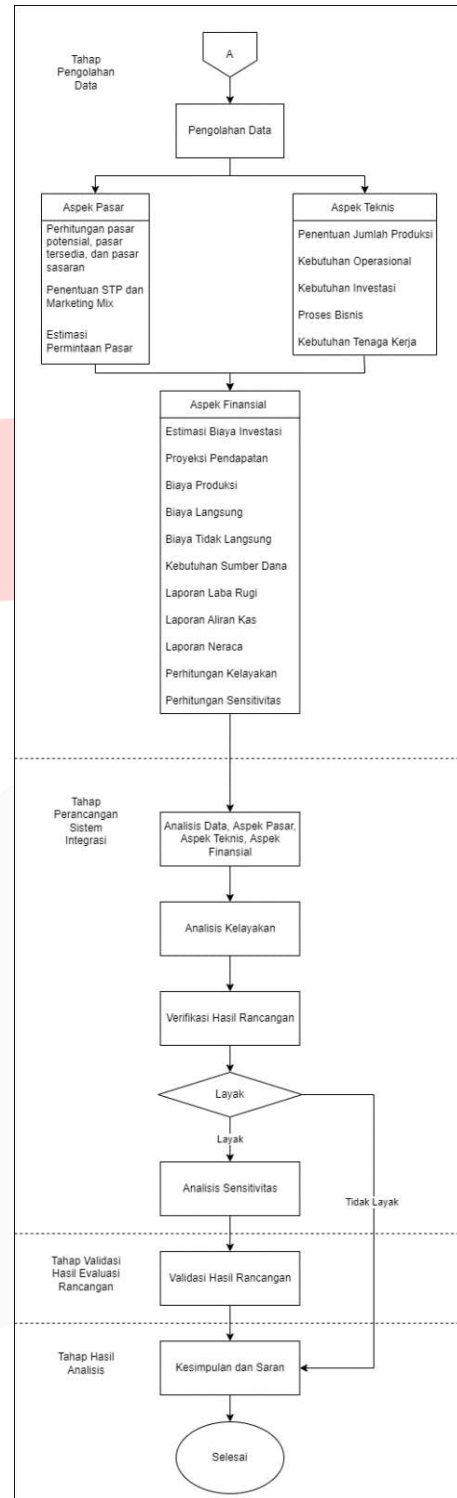 Tahap
Pengolahan
Data
A
Pengolahan Data
Aspek Pasar
Perhitungan pasar
potensial, pasar
tersedia, dan pasar
sasaran
Penentuan STP dan
Marketing Mix
Estimasi
Permintaan Pasar
Aspek Teknis
Penentuan Jumlah Produksi
Kebutuhan Operasional
Kebutuhan Investasi
Proses Bisnis
Kebutuhan Tenaga Kerja
Aspek Finansial
Estimasi Biaya Investasi
Proyeksi Pendapatan
Biaya Produksi
Biaya Langsung
Biaya Tidak Langsung
Kebutuhan Sumber Dana
Laporan Laba Rugi
Laporan Aliran Kas
Laporan Neraca
Perhitungan Kelayakan
Perhitungan Sensitivitas
Tahap
Perancangan
Sistem
Integrasi
Analisis Data, Aspek Pasar,
Aspek Teknis, Aspek
Finansial
Analisis Kelayakan
Verifikasi Hasil Rancangan
Layak
Layak
Tidak Layak
Analisis Sensitivitas
Tahap Validasi
Hasil Evaluasi
Rancangan
Validasi Hasil Rancangan
Tahap Hasil
Analisis
Kesimpulan dan Saran
Selesai